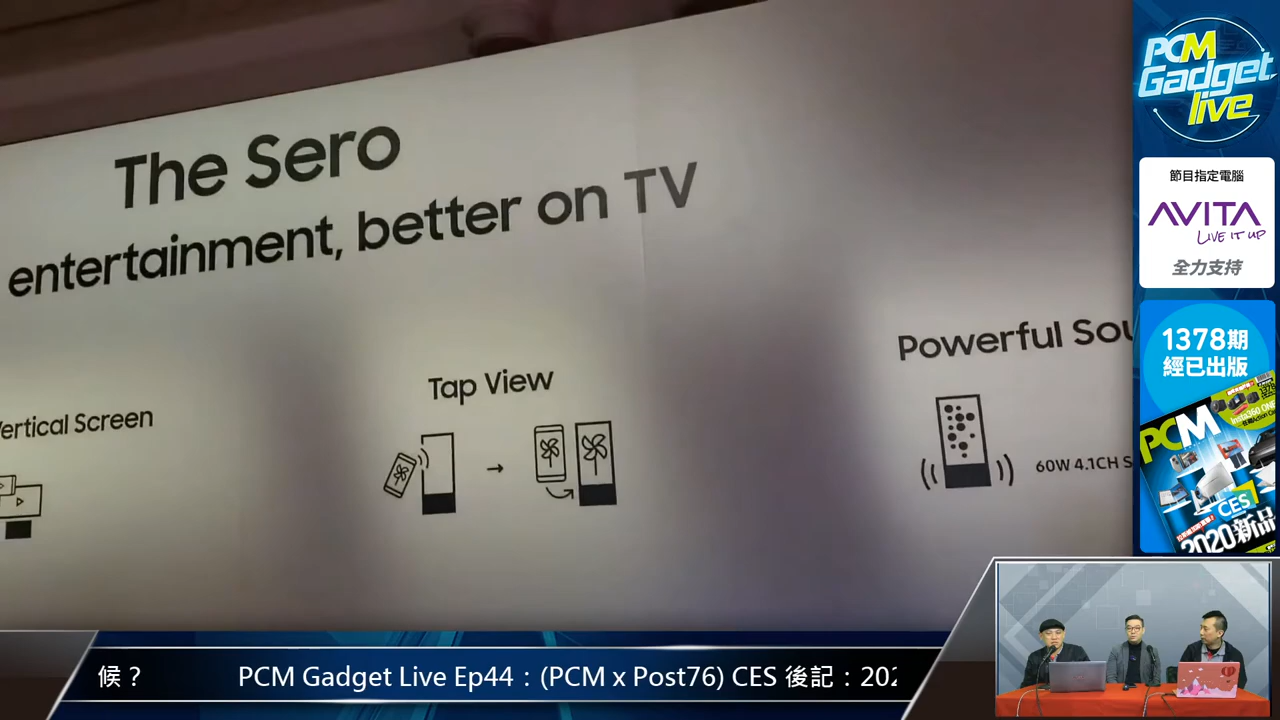 The Sero
entertainment, better on TV
Vertical Screen
Tap View
Powerful Sou
60W 4.1CH S
PCM
Gadget
live
節目指定電腦
AVITA
LIVE IT UP
全力支持
1378期
經已出版
PCM
Insta360 ONE
CES
2020新品
候？ PCM Gadget Live Ep44：(PCM x Post76) CES 後記：202